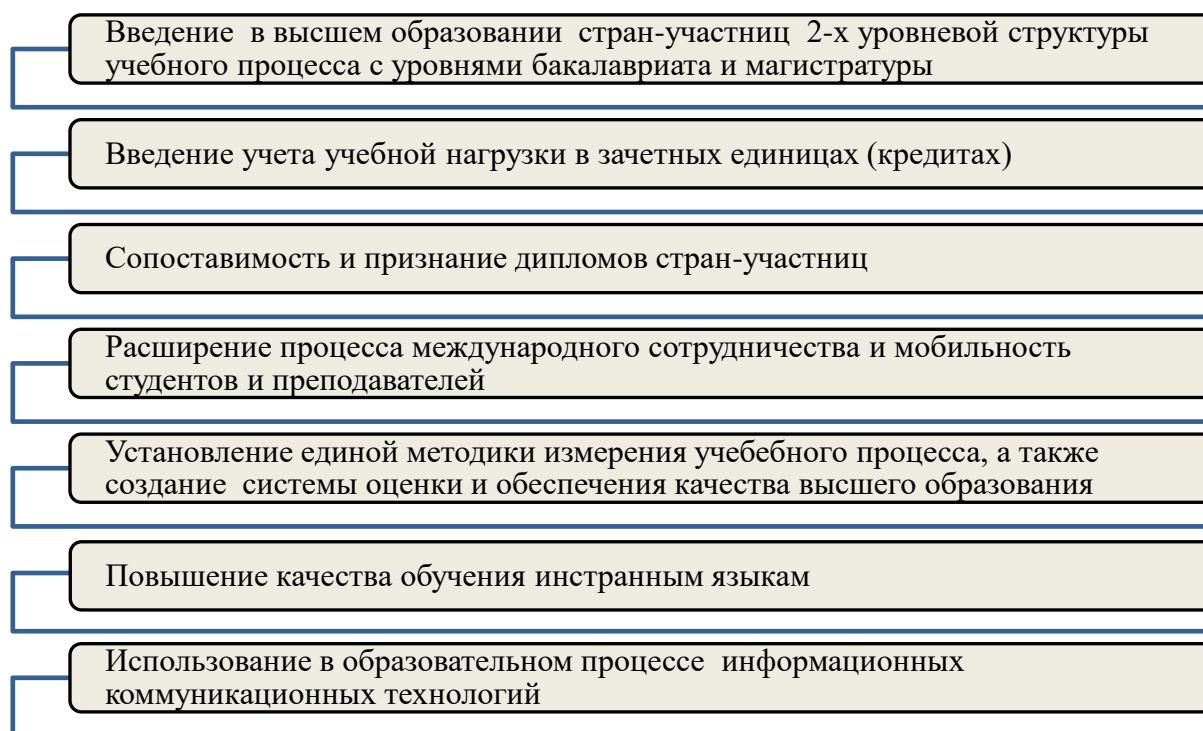 Введение в высшем образовании стран-участниц 2-х уровневой структуры
учебного процесса с уровнями бакалавриата и магистратуры
Введение учета учебной нагрузки в зачетных единицах (кредитах)
Сопоставимость и признание дипломов стран-участниц
Расширение процесса международного сотрудничества и мобильность
студентов и преподавателей
Установление единой методики измерения учебебного процесса, а также
создание системы оценки и обеспечения качества высшего образования
Повышение качества обучения инстранным языкам
Использование в образовательном процессе информационных
коммуникационных технологий